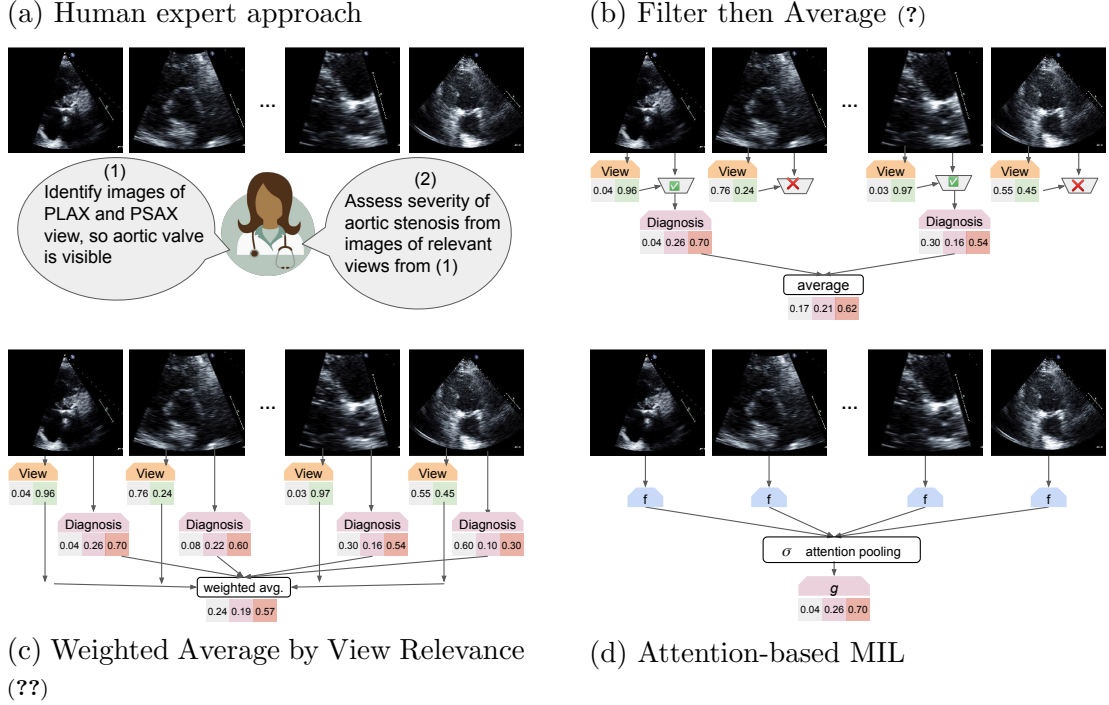 (a) Human expert approach
...
(1)
Identify images of
PLAX and PSAX
view, so aortic valve
is visible
(2)
Assess severity of
aortic stenosis from
images of relevant
views from (1)
(b) Filter then Average (?)
...
View View View View
0.04 0.96 0.76 0.24 0.03 0.97 0.55 0.45
Diagnosis Diagnosis
0.04 0.26 0.70 0.30 0.16 0.54
average
0.17 0.21 0.62
...
View View View View
0.04 0.96 0.76 0.24 0.03 0.97 0.55 0.45
Diagnosis Diagnosis Diagnosis Diagnosis
0.04 0.26 0.70 0.08 0.22 0.60 0.30 0.16 0.54 0.60 0.10 0.30
weighted avg.
0.24 0.19 0.57
(c) Weighted Average by View Relevance
(??)
...
f f f f
σ attention pooling
g
0.04 0.26 0.70
(d) Attention-based MIL